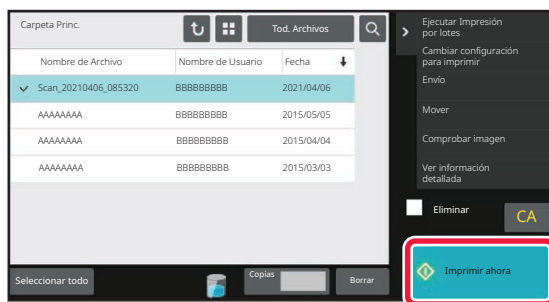 Carpeta Princ.
Tod. Archivos
Nombre de Archivo Nombre de Usuario Fecha
Scan_20210406_085320 BBBBBBBBB 2021/04/06
AAAAAAAA BBBBBBBBB 2015/05/05
AAAAAAAA BBBBBBBBB 2015/04/04
AAAAAAAA BBBBBBBBB 2015/03/03
Seleccionar todo
Copias
Borrar
Ejecutar Impresión
por lotes
Cambiar configuración
para imprimir
Envío
Mover
Comprobar imagen
Ver información
detallada
Eliminar
CA
Imprimir ahora